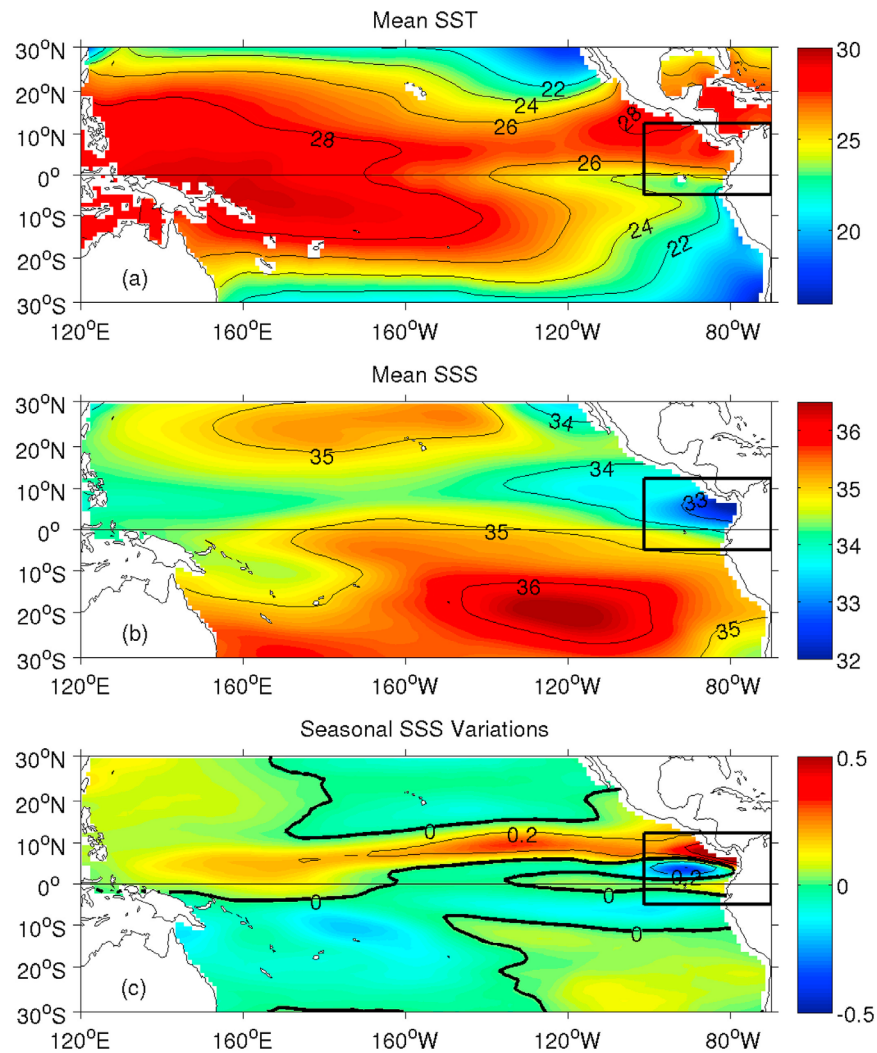 Mean SST
30°N
20°N
10°N
0°
10°S
20°S
30°S
22
24
26
28
28
26
24
22
(a)
120°E
160°E
160°W
120°W
80°W
30
25
20
Mean SSS
30°N
20°N
10°N
0°
10°S
20°S
30°S
34
35
34
33
35
36
35
(b)
120°E
160°E
160°W
120°W
80°W
36
35
34
33
32
Seasonal SSS Variations
30°N
20°N
10°N
0°
10°S
20°S
30°S
0
0.2
0.2
0
0
0
(c)
120°E
160°E
160°W
120°W
80°W
0.5
0
-0.5